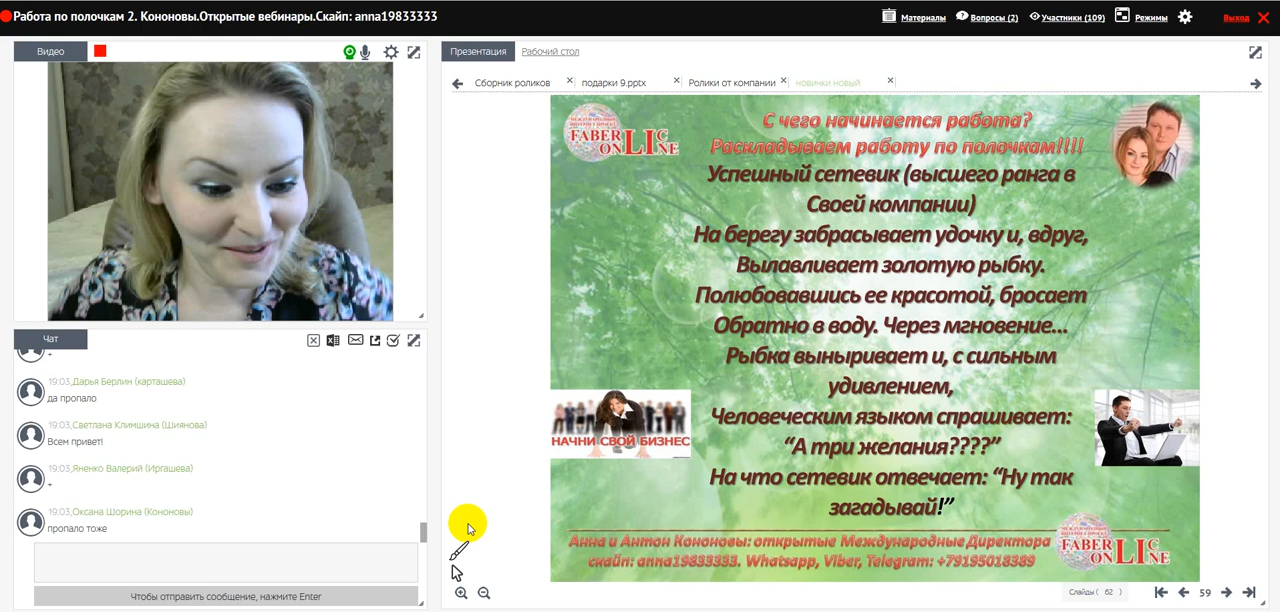 Работа по полочкам 2. Кононовы.Открытые вебинары.Скайп: anna19833333
Материалы
Вопросы (2)
Участники (109)
Режимы
Выход
Видео
Чат
+
19:03,Дарья Берлин (карташева)
да пропало
19:03,Светлана Климшина (Шиянова)
Всем привет!
19:03,Яненко Валерий (Иргашева)
+
19:03,Оксана Шорина (Кононовы)
пропало тоже
Чтобы отправить сообщение, нажмите Enter
Презентация
Рабочий стол
Сборник роликов
подарки 9.pptx
Ролики от компании
новички новый
FABERLIC
ONLINE
С чего начинается работа?
Раскладываем работу по полочкам!!!!
Успешный сетевик (высшего ранга в
Своей компании)
На берегу забрасывает удочку и, вдруг,
Вылавливает золотую рыбку.
Полюбовавшись ее красотой, бросает
Обратно в воду. Через мгновение...
Рыбка выныривает и, с сильным
удивлением,
Человеческим языком спрашивает:
“А три желания????”
На что сетевик отвечает: “Ну так
загадывай!”
НАЧНИ СВОЙ БИЗНЕС
Анна и Антон Кононовы: открытые Международные Директора
скайп: anna19833333. Whatsapp, Viber, Telegram: +79195018389
FABERLIC
ONLINE
Слайды ( 62 )
59